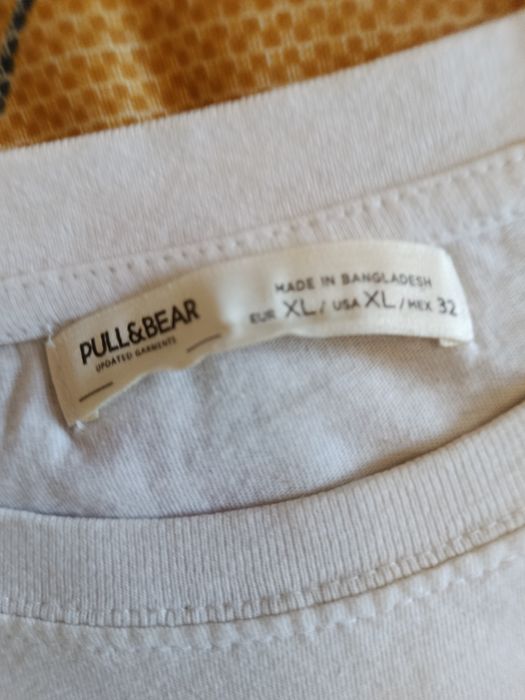 PULL&BEAR
UPDATED GARMENTS
MADE IN BANGLADESH
EUR XL / USA XL / MEX 32